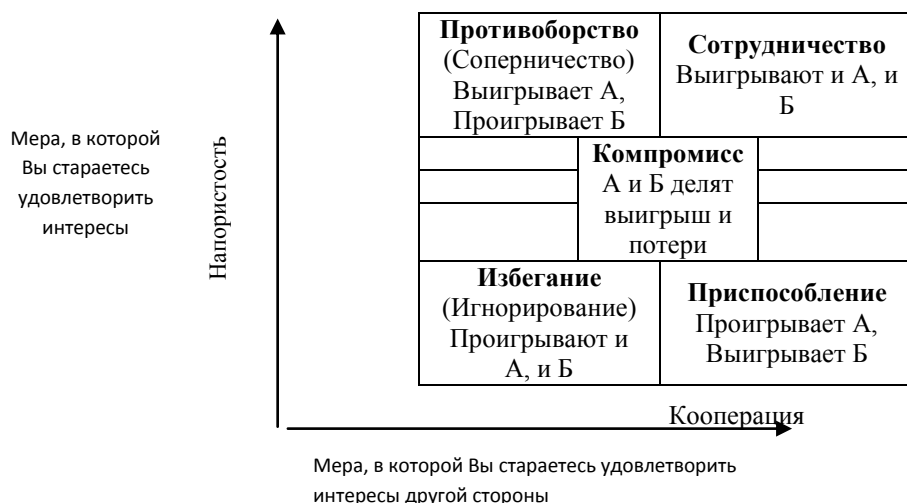 Противоборство
(Соперничество)
Выигрывает А,
Проигрывает Б
Сотрудничество
Выигрывают и А, и
Б
Мера, в которой
Вы стараетесь
удовлетворить
интересы
Напористость
Компромисс
А и Б делят
выигрыш и
потери
Избегание
(Игнорирование)
Проигрывают и
А, и Б
Приспособление
Проигрывает А,
Выигрывает Б
Кооперация
Мера, в которой Вы стараетесь удовлетворить
интересы другой стороны